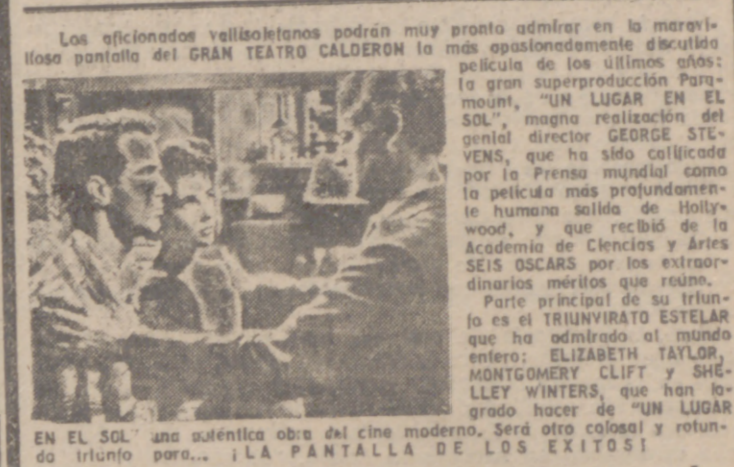 Los aficionados vallisoletanos podrán muy pronto admirar en la maravi-
llosa pantalla del GRAN TEATRO CALDERON la más apasionadamente discutida
película de los últimos años:
la gran superproducción Para-
mount, "UN LUGAR EN EL
SOL", magna realización del
genial director GEORGE STE-
VENS, que ha sido calificada
por la Prensa mundial como
la película más profundamen-
te humana salida de Holly-
wood, y que recibió de la
Academia de Ciencias y Artes
SEIS OSCARS por los extraor-
dinarios méritos que reúne.
Parte principal de su triun-
fo es el TRIUNVIRATO ESTELAR
que ha admirado al mundo
entero: ELIZABETH TAYLOR,
MONTGOMERY CLIFT y SHE-
LLEY WINTERS, que han lo-
grado hacer de "UN LUGAR
EN EL SOL" una auténtica obra del cine moderno. Será otro colosal y rotun-
do triunfo para... ¡LA PANTALLA DE LOS EXITOS!